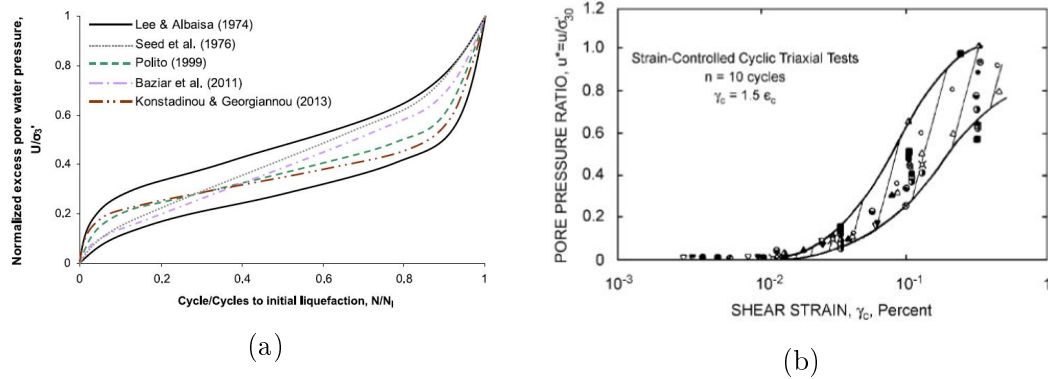 Normalized excess pore water pressure,
U/σ₃'
1
0,8
0,6
0,4
0,2
0
Lee & Albaisa (1974)
Seed et al. (1976)
Polito (1999)
Baziar et al. (2011)
Konstadinou & Georgiannou (2013)
0
0,2
0,4
0,6
0,8
1
Cycle/Cycles to initial liquefaction, N/Nₗ
(a)
PORE PRESSURE RATIO, u*=u/σ'₃₀
1.0
0.8
0.6
0.4
0.2
0
Strain-Controlled Cyclic Triaxial Tests
n = 10 cycles
γc = 1.5 ϵc
10⁻³
10⁻²
10⁻¹
1
SHEAR STRAIN, γc, Percent
(b)